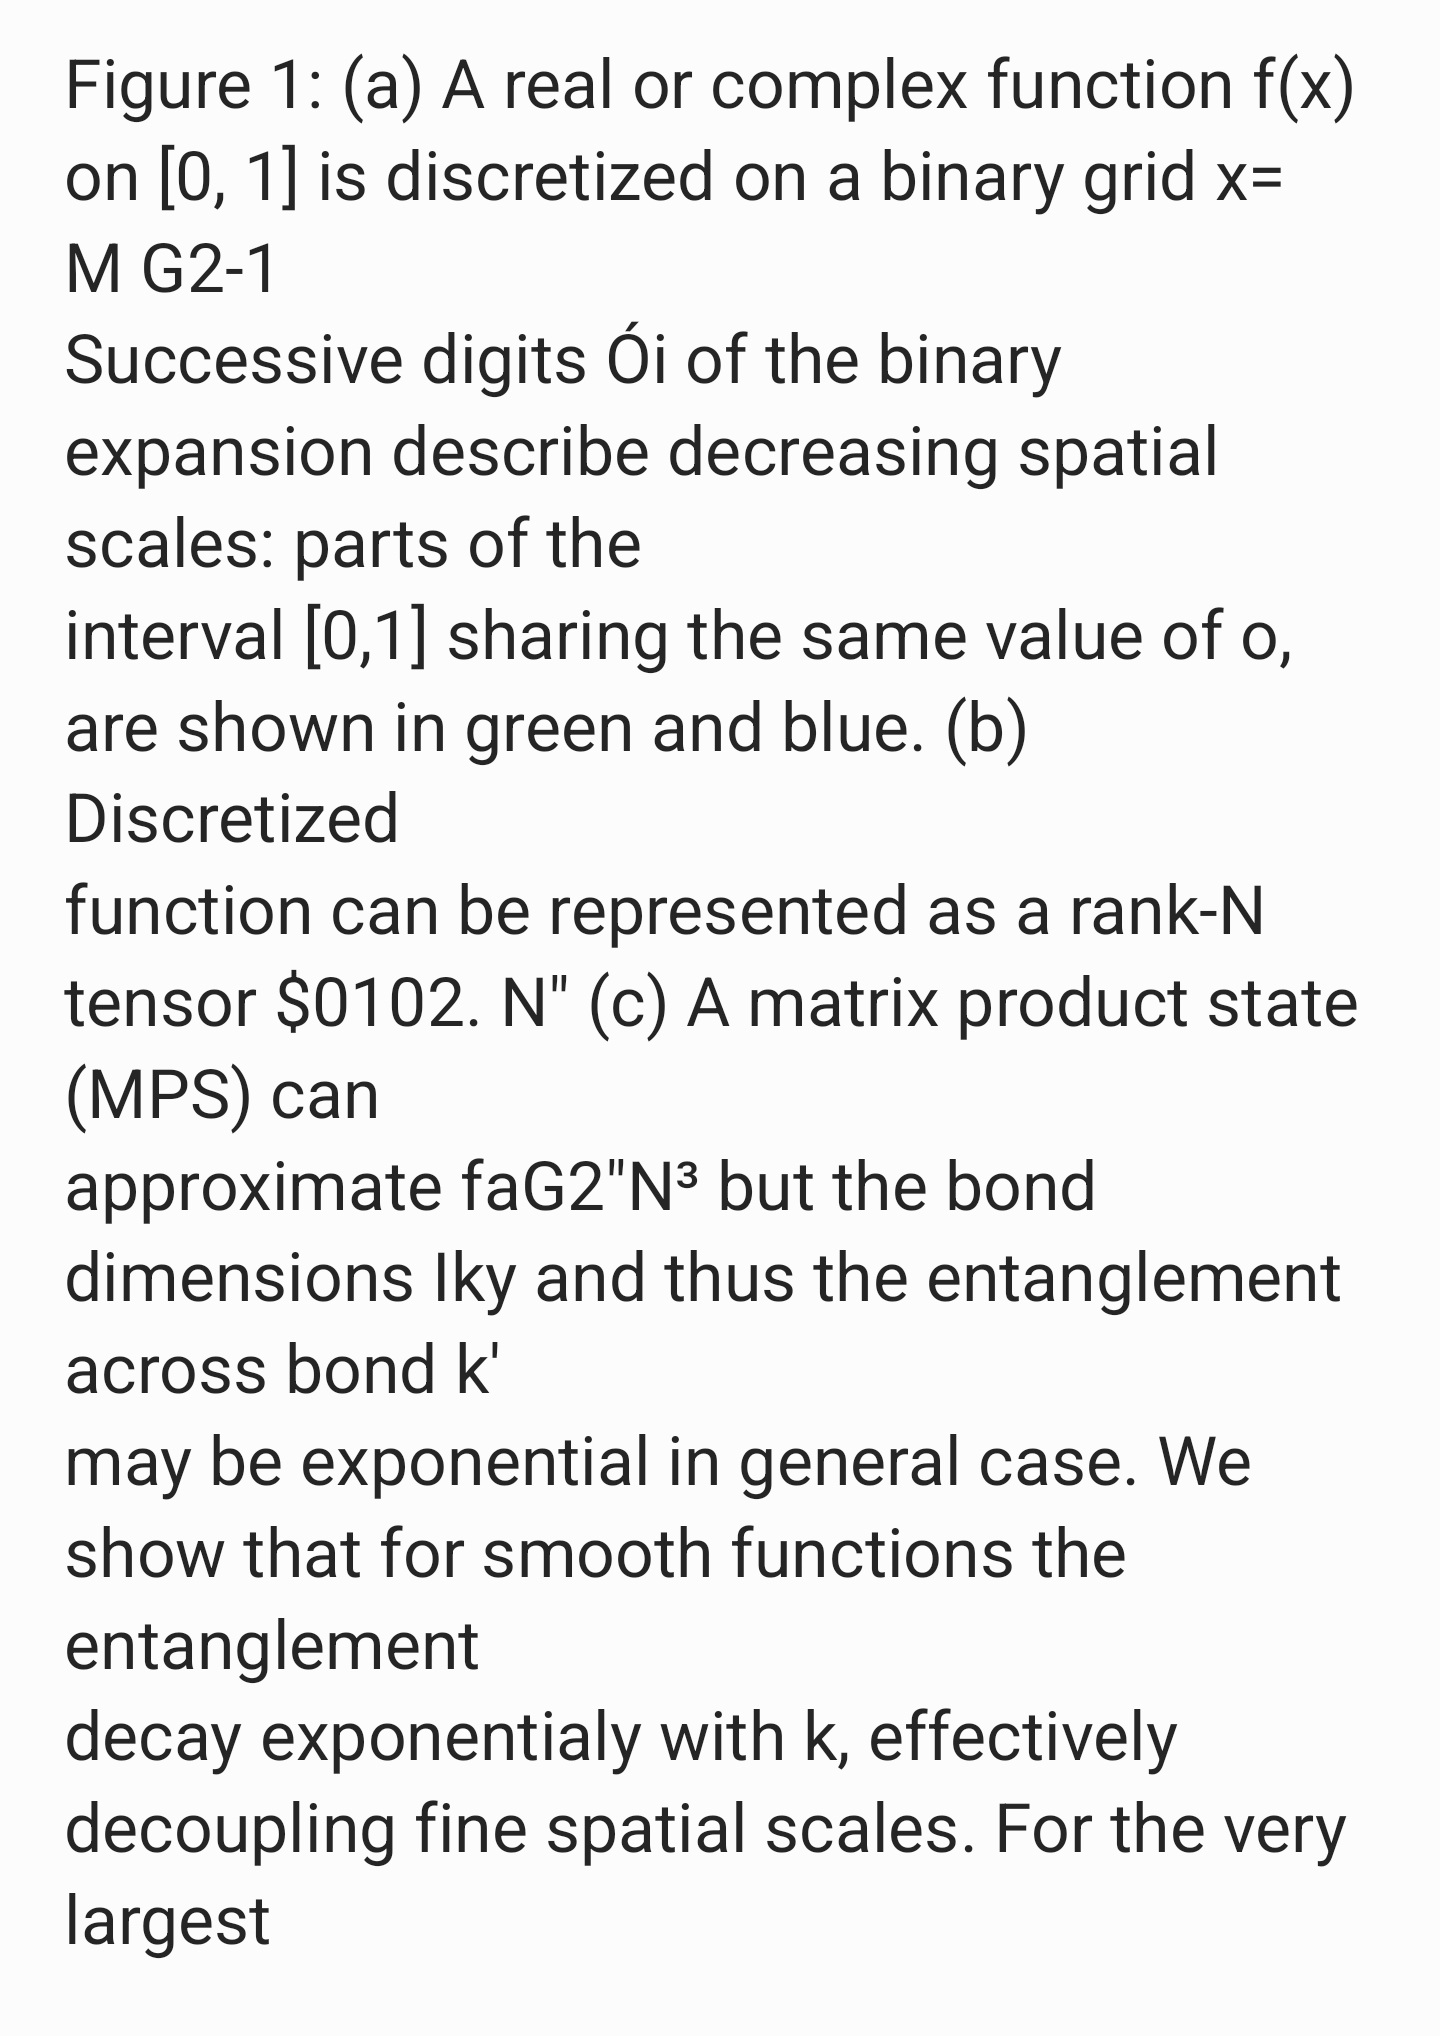 Figure 1: (a) A real or complex function f(x)
on [0, 1] is discretized on a binary grid x=
M G2-1
Successive digits Ói of the binary
expansion describe decreasing spatial
scales: parts of the
interval [0,1] sharing the same value of o,
are shown in green and blue. (b)
Discretized
function can be represented as a rank-N
tensor $0102. N" (c) A matrix product state
(MPS) can
approximate faG2"N³ but the bond
dimensions Iky and thus the entanglement
across bond k'
may be exponential in general case. We
show that for smooth functions the
entanglement
decay exponentialy with k, effectively
decoupling fine spatial scales. For the very
largest